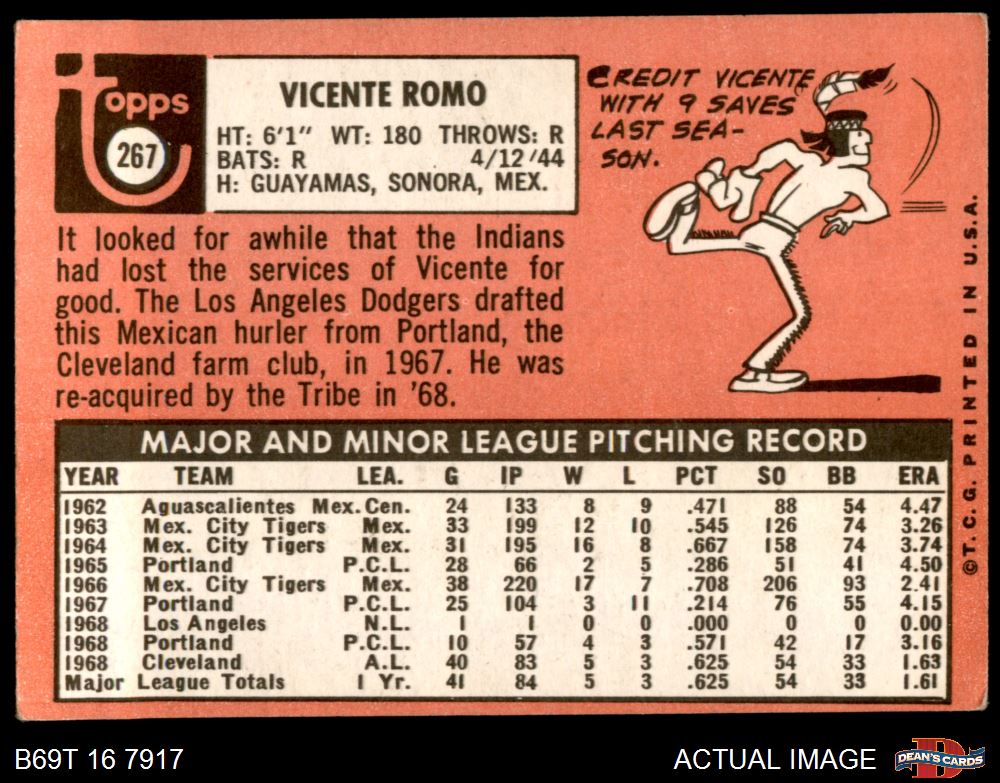 Topps
267
VICENTE ROMO
HT: 6'1" WT: 180 THROWS: R
BATS: R 4/12/44
H: GUAYAMAS, SONORA, MEX.
CREDIT VICENTE
WITH 9 SAVES
LAST SEA-
SON.
It looked for awhile that the Indians
had lost the services of Vicente for
good. The Los Angeles Dodgers drafted
this Mexican hurler from Portland, the
Cleveland farm club, in 1967. He was
re-acquired by the Tribe in '68.
MAJOR AND MINOR LEAGUE PITCHING RECORD
YEAR TEAM LEA. G IP W L PCT SO BB ERA
1962 Aguascalientes Mex.Cen. 24 133 8 9 .471 88 54 4.47
1963 Mex. City Tigers Mex. 33 199 12 10 .545 126 74 3.26
1964 Mex. City Tigers Mex. 31 195 16 8 .667 158 74 3.74
1965 Portland P.C.L. 28 66 2 5 .286 51 41 4.50
1966 Mex. City Tigers Mex. 38 220 17 7 .708 206 93 2.41
1967 Portland P.C.L. 25 104 3 11 .214 76 55 4.15
1968 Los Angeles N.L. 1 1 0 0 .000 0 0 0.00
1968 Portland P.C.L. 10 57 4 3 .571 42 17 3.16
1968 Cleveland A.L. 40 83 5 3 .625 54 33 1.63
Major League Totals 1 Yr. 41 84 5 3 .625 54 33 1.61
©T.C.G. PRINTED IN U.S.A.
B69T 16 7917
ACTUAL IMAGE
D
DEAN'S CARDS